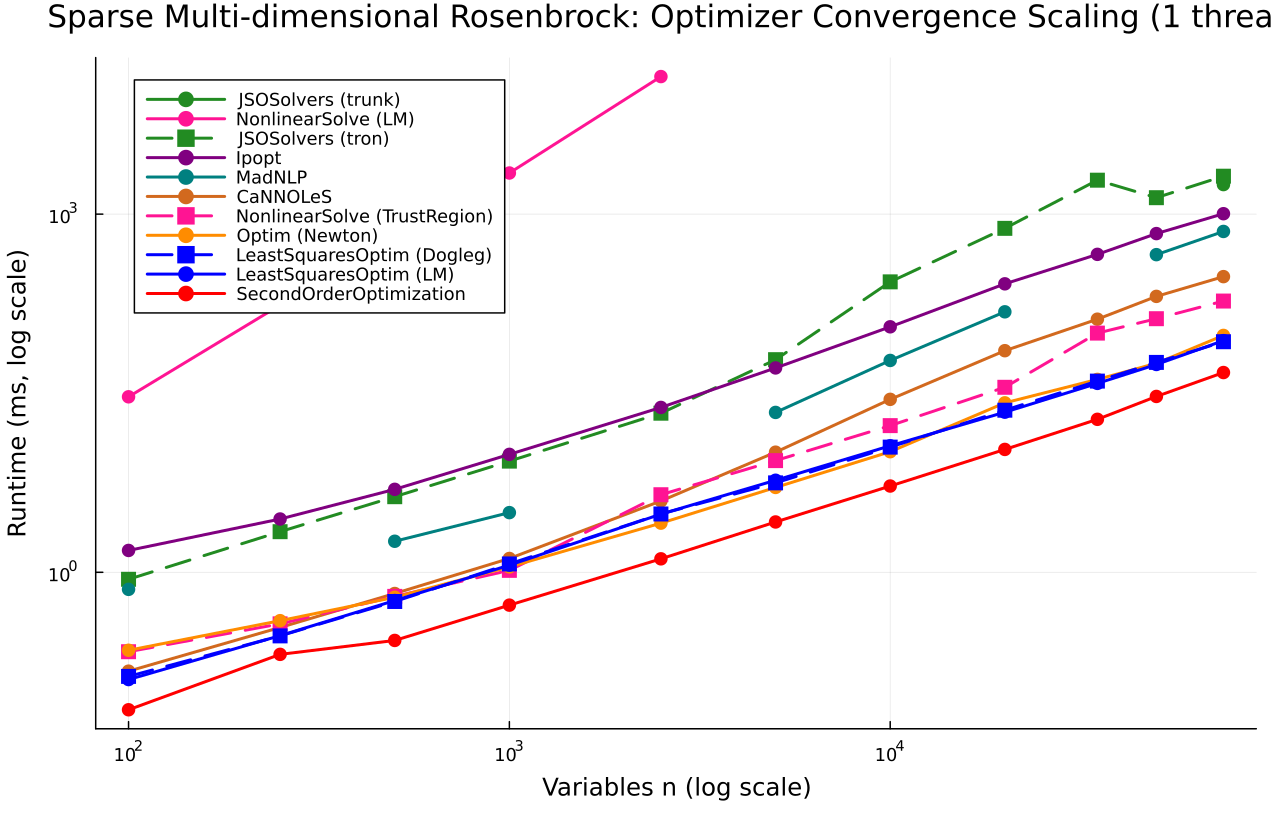 Sparse Multi-dimensional Rosenbrock: Optimizer Convergence Scaling (1 threa
JSOSolvers (trunk)
NonlinearSolve (LM)
JSOSolvers (tron)
Ipopt
MadNLP
CaNNOLeS
NonlinearSolve (TrustRegion)
Optim (Newton)
LeastSquaresOptim (Dogleg)
LeastSquaresOptim (LM)
SecondOrderOptimization
Runtime (ms, log scale)
10³
10⁰
10² 10³ 10⁴
Variables n (log scale)